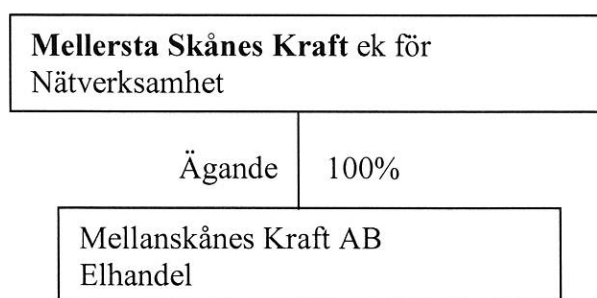 Mellersta Skånes Kraft ek för
Nätverksamhet
Ägande 100%
Mellanskånes Kraft AB
Elhandel